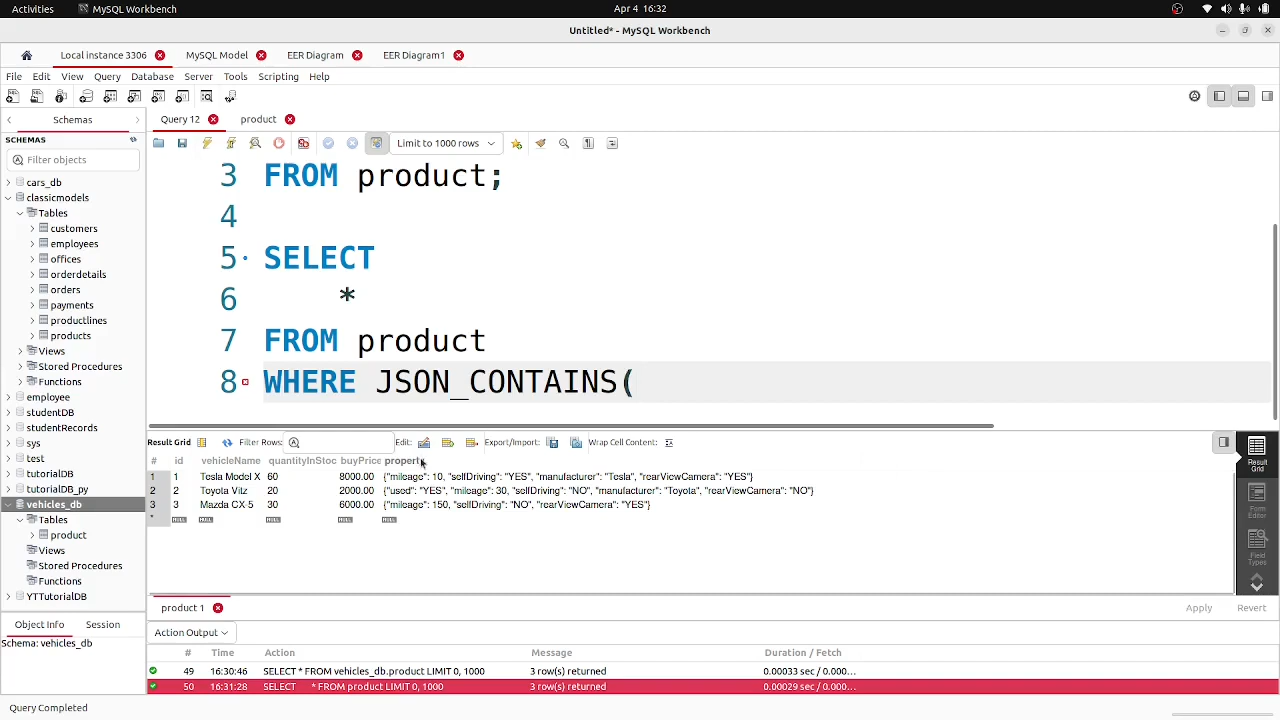 Activities MySQL Workbench Apr 4 16:32
Untitled* - MySQL Workbench
Local instance 3306 MySQL Model EER Diagram EER Diagram1
File Edit View Query Database Server Tools Scripting Help
Schemas Query 12 product
SCHEMAS
Filter objects
Limit to 1000 rows
cars_db
classicmodels
Tables
customers
employees
offices
orderdetails
orders
payments
productlines
products
Views
Stored Procedures
Functions
employee
studentDB
studentRecords
sys
test
tutorialDB
tutorialDB_py
vehicles_db
Tables
product
Views
Stored Procedures
Functions
YTTutorialDB
3 FROM product;
4
5 SELECT
6 *
7 FROM product
8 WHERE JSON_CONTAINS(
Result Grid Filter Rows: Edit: Export/Import: Wrap Cell Content:
# id vehicleName quantityInStoc buyPrice property
1 1 Tesla Model X 60 8000.00 {"mileage": 10, "selfDriving": "YES", "manufacturer": "Tesla", "rearViewCamera": "YES"}
2 2 Toyota Vitz 20 2000.00 {"used": "YES", "mileage": 30, "selfDriving": "NO", "manufacturer": "Toyota", "rearViewCamera": "NO"}
3 3 Mazda CX-5 30 6000.00 {"mileage": 150, "selfDriving": "NO", "rearViewCamera": "YES"}
* NULL NULL NULL NULL NULL
Result Grid
Form Editor
Field Types
product 1 Apply Revert
Object Info Session
Schema: vehicles_db
Action Output
# Time Action Message Duration / Fetch
49 16:30:46 SELECT * FROM vehicles_db.product LIMIT 0, 1000 3 row(s) returned 0.00033 sec / 0.000...
50 16:31:28 SELECT * FROM product LIMIT 0, 1000 3 row(s) returned 0.00029 sec / 0.000...
Query Completed